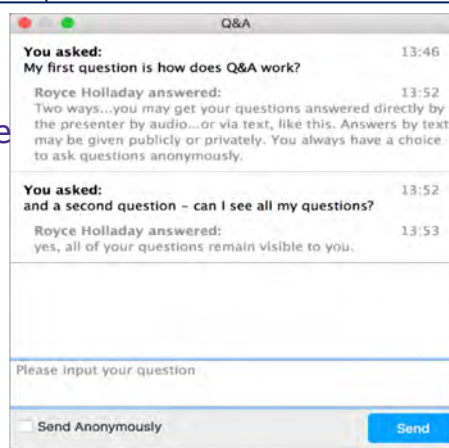 Q&A
You asked: 13:46
My first question is how does Q&A work?
Royce Holladay answered: 13:52
Two ways...you may get your questions answered directly by
the presenter by audio...or via text, like this. Answers by text
may be given publicly or privately. You always have a choice
to ask questions anonymously.
e
You asked: 13:52
and a second question – can I see all my questions?
Royce Holladay answered: 13:53
yes, all of your questions remain visible to you.
Please input your question
Send Anonymously
Send